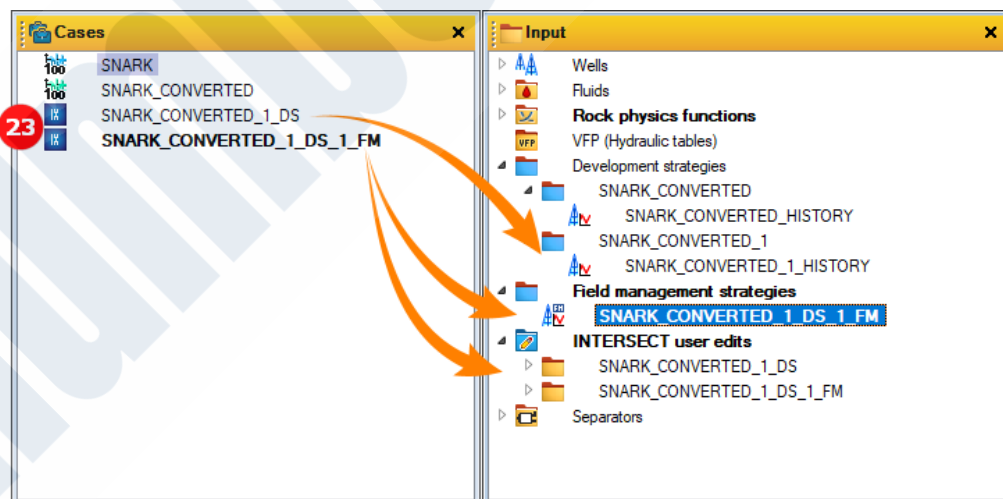 Cases
SNARK
SNARK_CONVERTED
23
SNARK_CONVERTED_1_DS
SNARK_CONVERTED_1_DS_1_FM
Input
Wells
Fluids
Rock physics functions
VFP (Hydraulic tables)
Development strategies
SNARK_CONVERTED
SNARK_CONVERTED_HISTORY
SNARK_CONVERTED_1
SNARK_CONVERTED_1_HISTORY
Field management strategies
SNARK_CONVERTED_1_DS_1_FM
INTERSECT user edits
SNARK_CONVERTED_1_DS
SNARK_CONVERTED_1_DS_1_FM
Separators